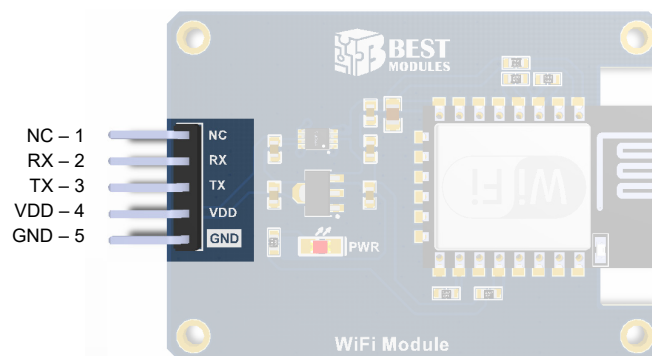 BEST
MODULES
NC – 1
RX – 2
TX – 3
VDD – 4
GND – 5
NC
RX
TX
VDD
GND
PWR
WiFi
WiFi Module